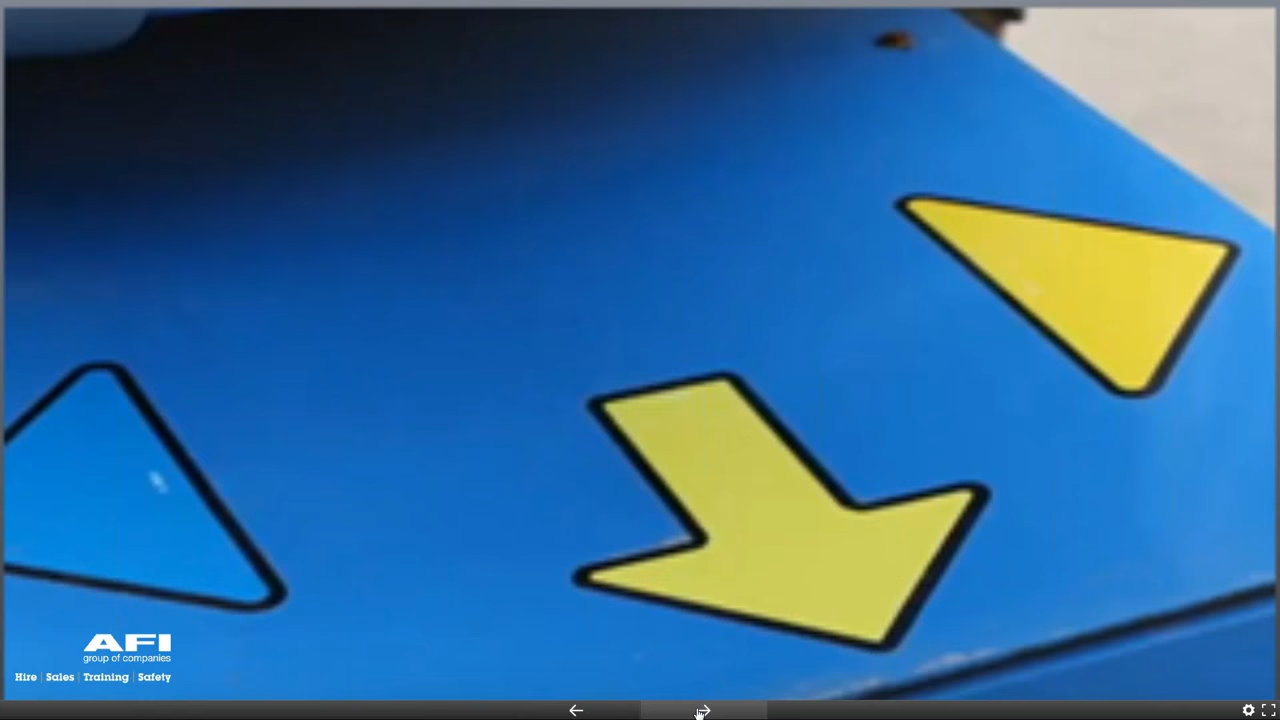 AFI
group of companies
Hire | Sales | Training | Safety